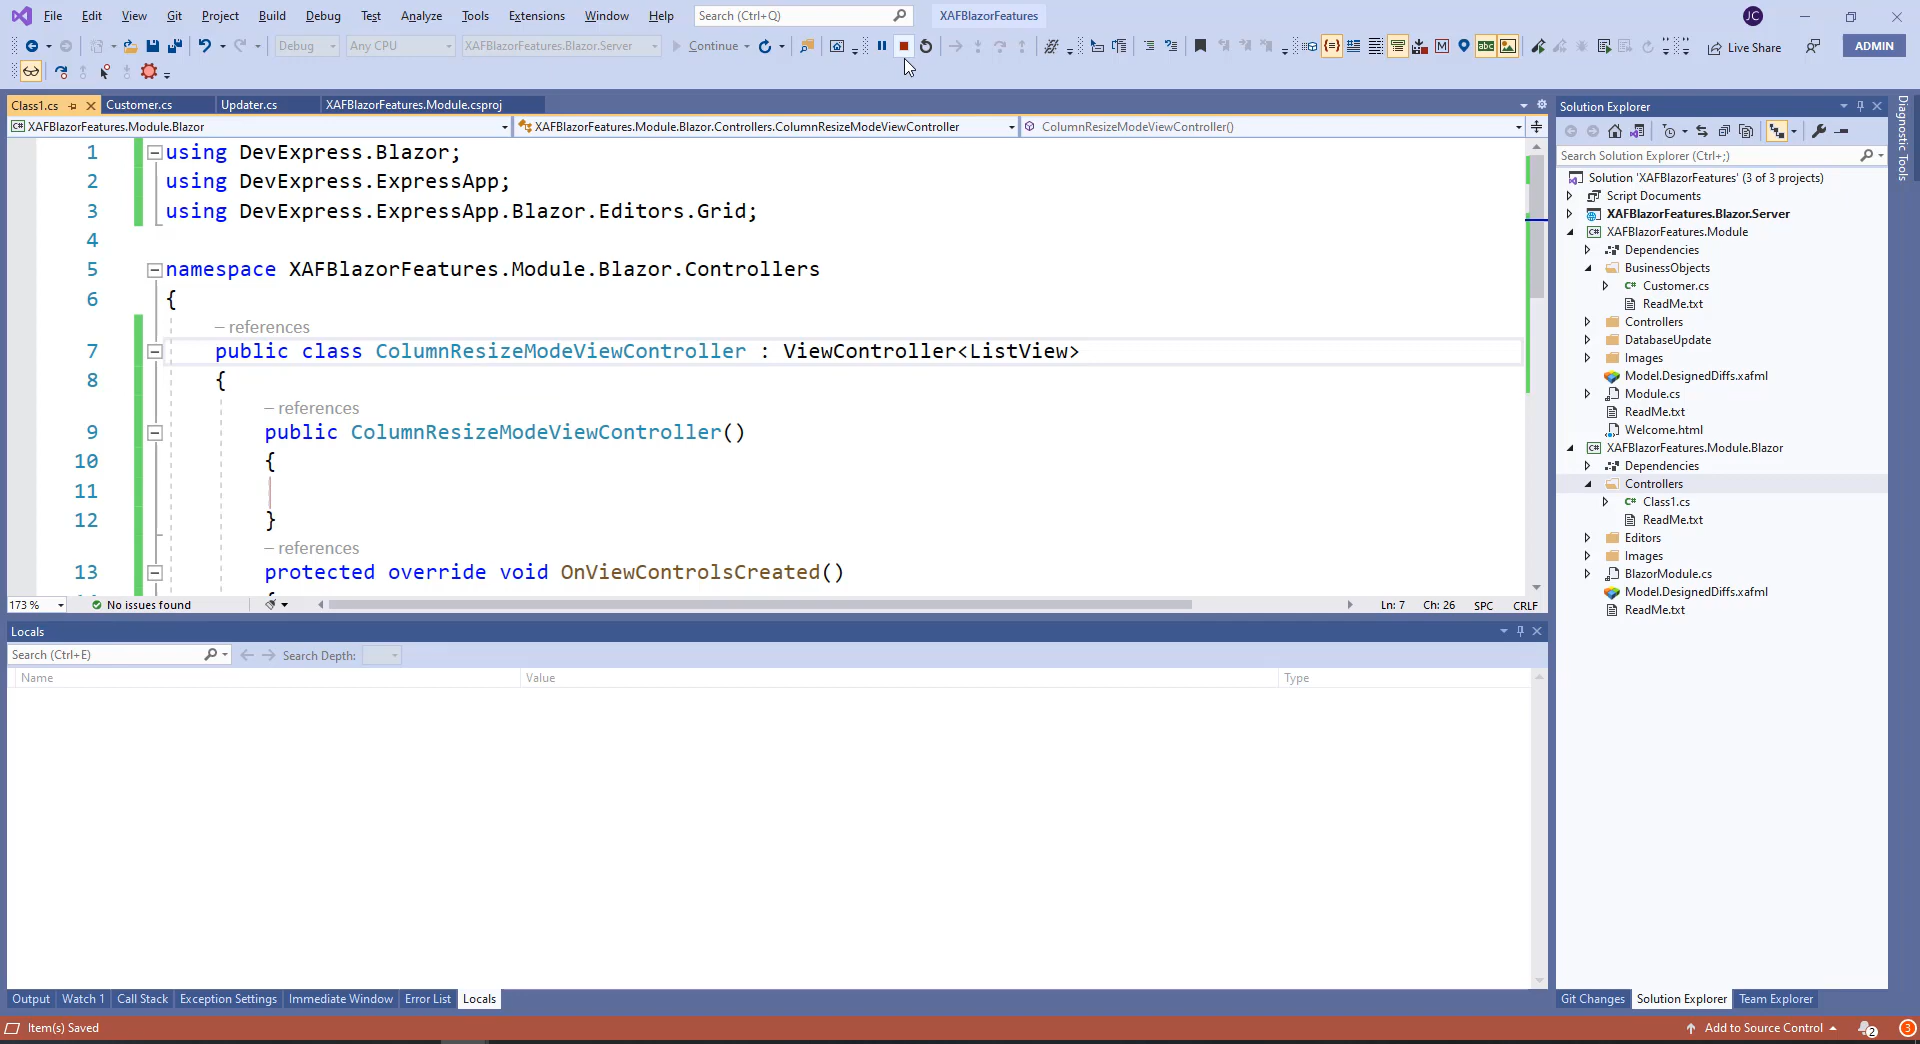 File Edit View Git Project Build Debug Test Analyze Tools Extensions Window Help Search (Ctrl+Q) XAFBlazorFeatures JC
Debug Any CPU XAFBlazorFeatures.Blazor.Server Continue Live Share ADMIN
Class1.cs Customer.cs Updater.cs XAFBlazorFeatures.Module.csproj
XAFBlazorFeatures.Module.Blazor XAFBlazorFeatures.Module.Blazor.Controllers.ColumnResizeModeViewController ColumnResizeModeViewController()
1 using DevExpress.Blazor;
2 using DevExpress.ExpressApp;
3 using DevExpress.ExpressApp.Blazor.Editors.Grid;
4
5 namespace XAFBlazorFeatures.Module.Blazor.Controllers
6 {
– references
7 public class ColumnResizeModeViewController : ViewController<ListView>
8 {
– references
9 public ColumnResizeModeViewController()
10 {
11
12 }
– references
13 protected override void OnViewControlsCreated()
173 % No issues found Ln: 7 Ch: 26 SPC CRLF
Locals
Search (Ctrl+E) Search Depth:
Name Value Type
Output Watch 1 Call Stack Exception Settings Immediate Window Error List Locals
Solution Explorer
Search Solution Explorer (Ctrl+;)
Solution 'XAFBlazorFeatures' (3 of 3 projects)
Script Documents
XAFBlazorFeatures.Blazor.Server
C# XAFBlazorFeatures.Module
Dependencies
BusinessObjects
C# Customer.cs
ReadMe.txt
Controllers
DatabaseUpdate
Images
Model.DesignedDiffs.xafml
Module.cs
ReadMe.txt
Welcome.html
C# XAFBlazorFeatures.Module.Blazor
Dependencies
Controllers
C# Class1.cs
ReadMe.txt
Editors
Images
BlazorModule.cs
Model.DesignedDiffs.xafml
ReadMe.txt
Git Changes Solution Explorer Team Explorer
Diagnostic Tools
Item(s) Saved Add to Source Control 2 3